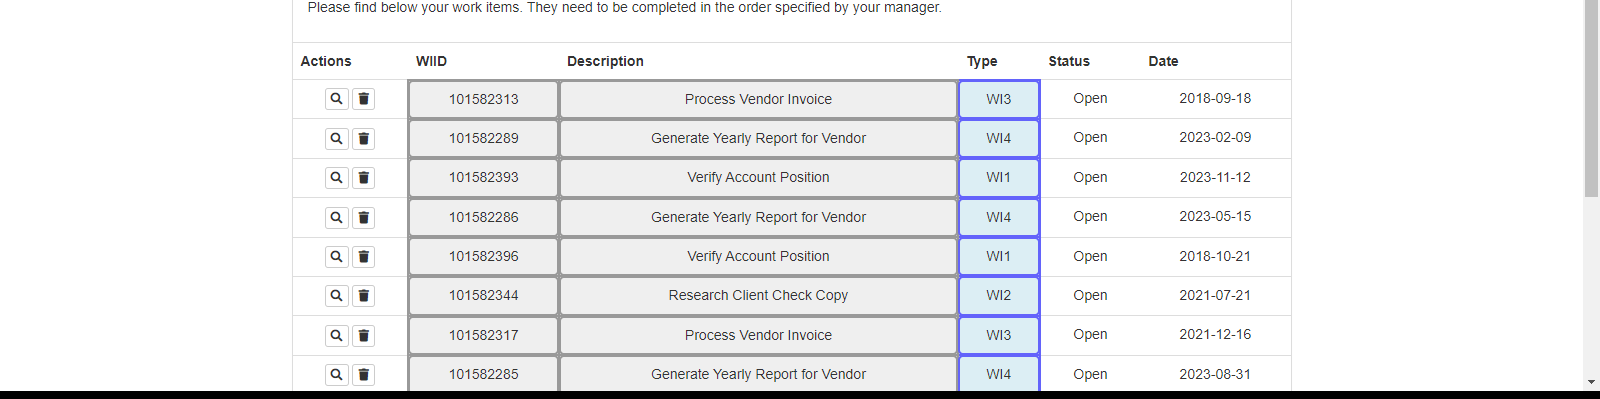 Please find below your work items. They need to be completed in the order specified by your manager.
Actions WIID Description Type Status Date
101582313 Process Vendor Invoice WI3 Open 2018-09-18
101582289 Generate Yearly Report for Vendor WI4 Open 2023-02-09
101582393 Verify Account Position WI1 Open 2023-11-12
101582286 Generate Yearly Report for Vendor WI4 Open 2023-05-15
101582396 Verify Account Position WI1 Open 2018-10-21
101582344 Research Client Check Copy WI2 Open 2021-07-21
101582317 Process Vendor Invoice WI3 Open 2021-12-16
101582285 Generate Yearly Report for Vendor WI4 Open 2023-08-31